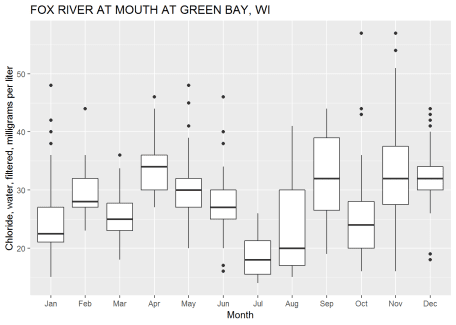 FOX RIVER AT MOUTH AT GREEN BAY, WI
Chloride, water, filtered, milligrams per liter
50
40
30
20
Jan Feb Mar Apr May Jun Jul Aug Sep Oct Nov Dec
Month